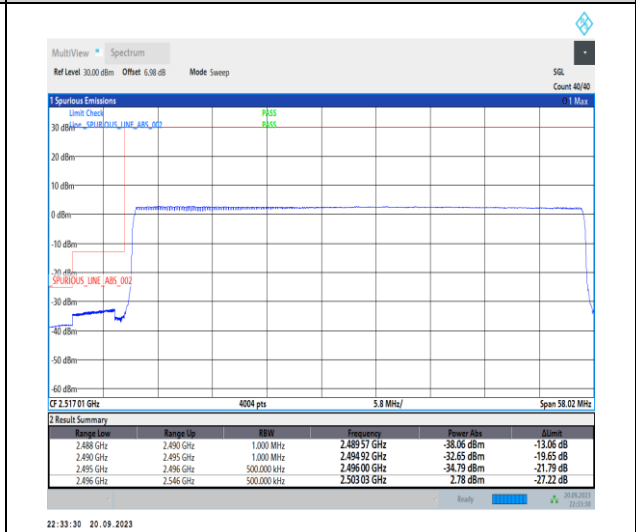 MultiView Spectrum
Ref Level 30.00 dBm Offset 6.98 dB Mode Sweep SGL
Count 40/40
1 Spurious Emissions 1 Max
Limit Check PASS
30 dBm Line _SPURIOUS_LINE_ABS_002 PASS
20 dBm
10 dBm
0 dBm
-10 dBm
-20 dBm
SPURIOUS_LINE_ABS_002
-30 dBm
-40 dBm
-50 dBm
-60 dBm
CF 2.517 01 GHz 4004 pts 5.8 MHz/ Span 58.02 MHz
2 Result Summary
Range Low Range Up RBW Frequency Power Abs ΔLimit
2.488 GHz 2.490 GHz 1.000 MHz 2.489 57 GHz -38.06 dBm -13.06 dB
2.490 GHz 2.495 GHz 1.000 MHz 2.494 92 GHz -32.65 dBm -19.65 dB
2.495 GHz 2.496 GHz 500.000 kHz 2.496 00 GHz -34.79 dBm -21.79 dB
2.496 GHz 2.546 GHz 500.000 kHz 2.503 03 GHz 2.78 dBm -27.22 dB
Ready 20.09.2023
22:33:30
22:33:30 20.09.2023